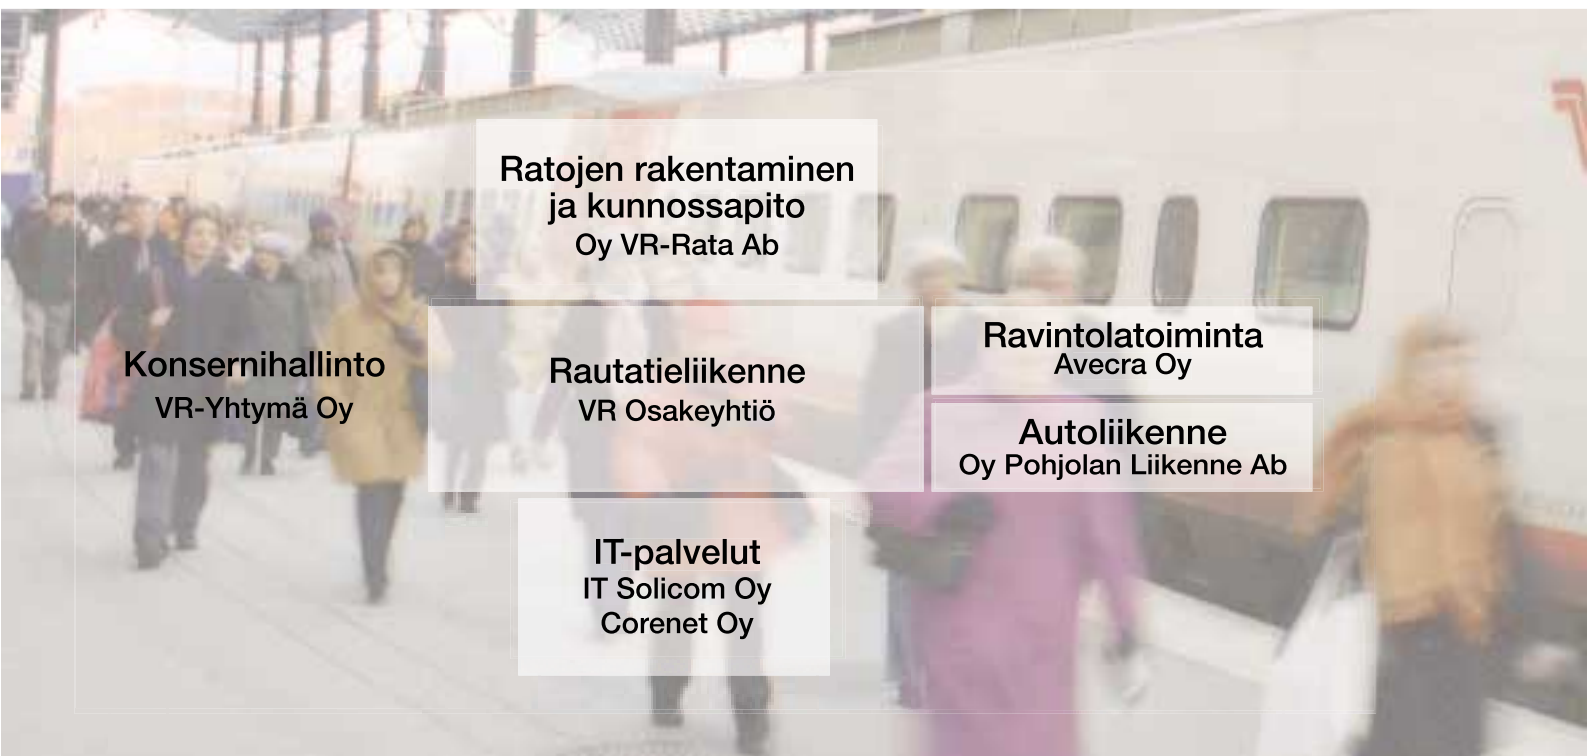 Ratojen rakentaminen
ja kunnossapito
Oy VR-Rata Ab
Konsernihallinto
VR-Yhtymä Oy
Rautatieliikenne
VR Osakeyhtiö
Ravintolatoiminta
Avecra Oy
Autoliikenne
Oy Pohjolan Liikenne Ab
IT-palvelut
IT Solicom Oy
Corenet Oy